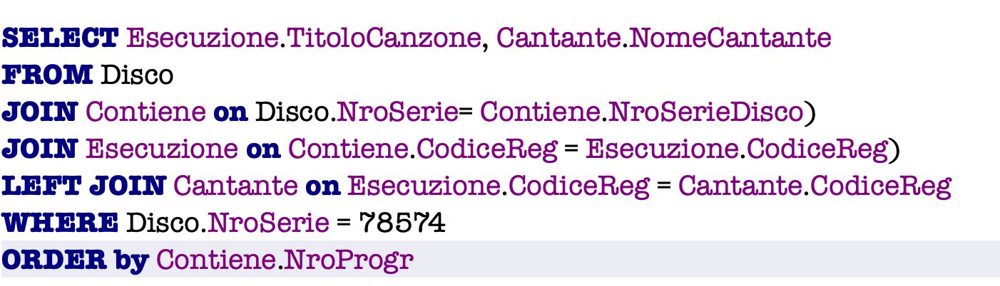 SELECT Esecuzione.TitoloCanzone, Cantante.NomeCantante
FROM Disco
JOIN Contiene on Disco.NroSerie= Contiene.NroSerieDisco)
JOIN Esecuzione on Contiene.CodiceReg = Esecuzione.CodiceReg)
LEFT JOIN Cantante on Esecuzione.CodiceReg = Cantante.CodiceReg
WHERE Disco.NroSerie = 78574
ORDER by Contiene.NroProgr